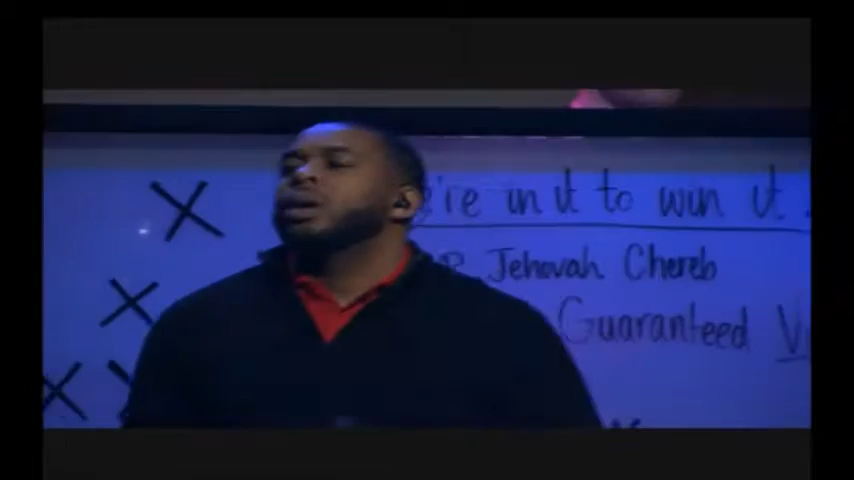 're in it to win it.
Jehovah Chereb
Guaranteed
X
X
X